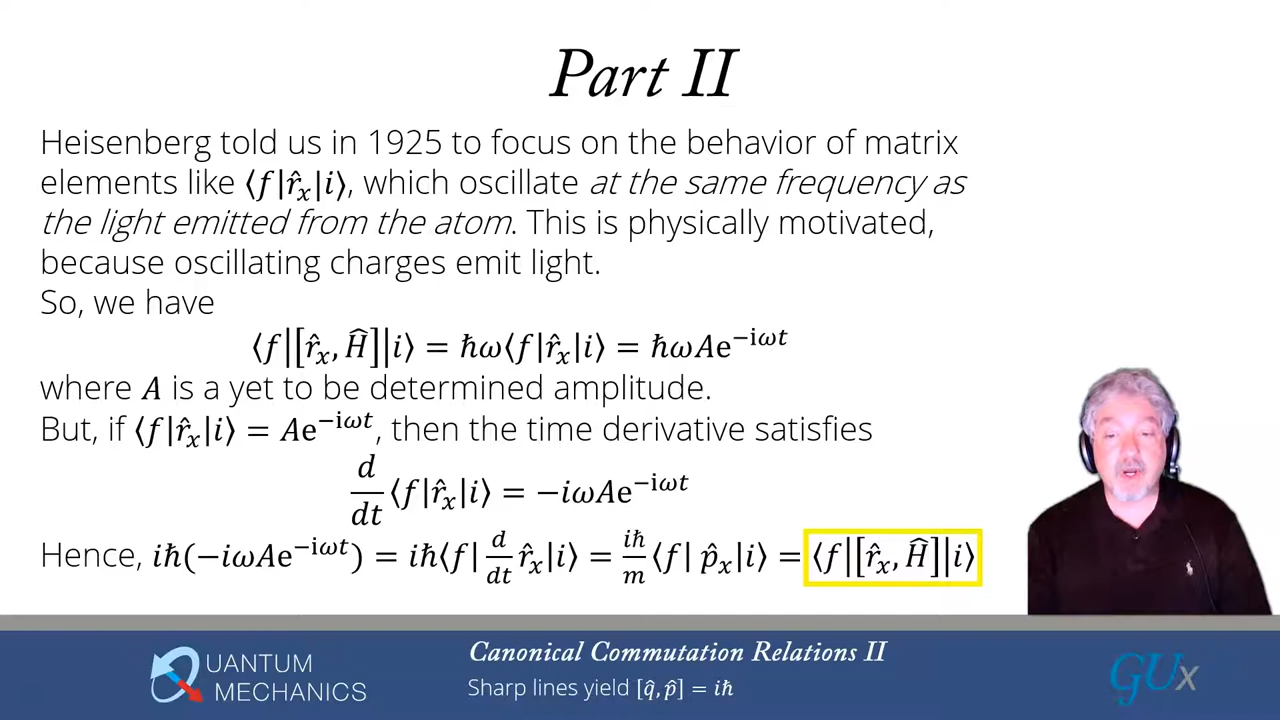 Part II
Heisenberg told us in 1925 to focus on the behavior of matrix
elements like ⟨f|r̂ₓ|i⟩, which oscillate at the same frequency as
the light emitted from the atom. This is physically motivated,
because oscillating charges emit light.
So, we have
⟨f|[r̂ₓ, Ĥ]|i⟩ = ℏω⟨f|r̂ₓ|i⟩ = ℏωAe^{−iωt}
where A is a yet to be determined amplitude.
But, if ⟨f|r̂ₓ|i⟩ = Ae^{−iωt}, then the time derivative satisfies
d/dt ⟨f|r̂ₓ|i⟩ = −iωAe^{−iωt}
Hence, iℏ(−iωAe^{−iωt}) = iℏ⟨f| d/dt r̂ₓ|i⟩ = iℏ/m ⟨f| p̂ₓ|i⟩ = ⟨f|[r̂ₓ, Ĥ]|i⟩
QUANTUM
MECHANICS
Canonical Commutation Relations II
Sharp lines yield [q̂, p̂] = iℏ
GUx